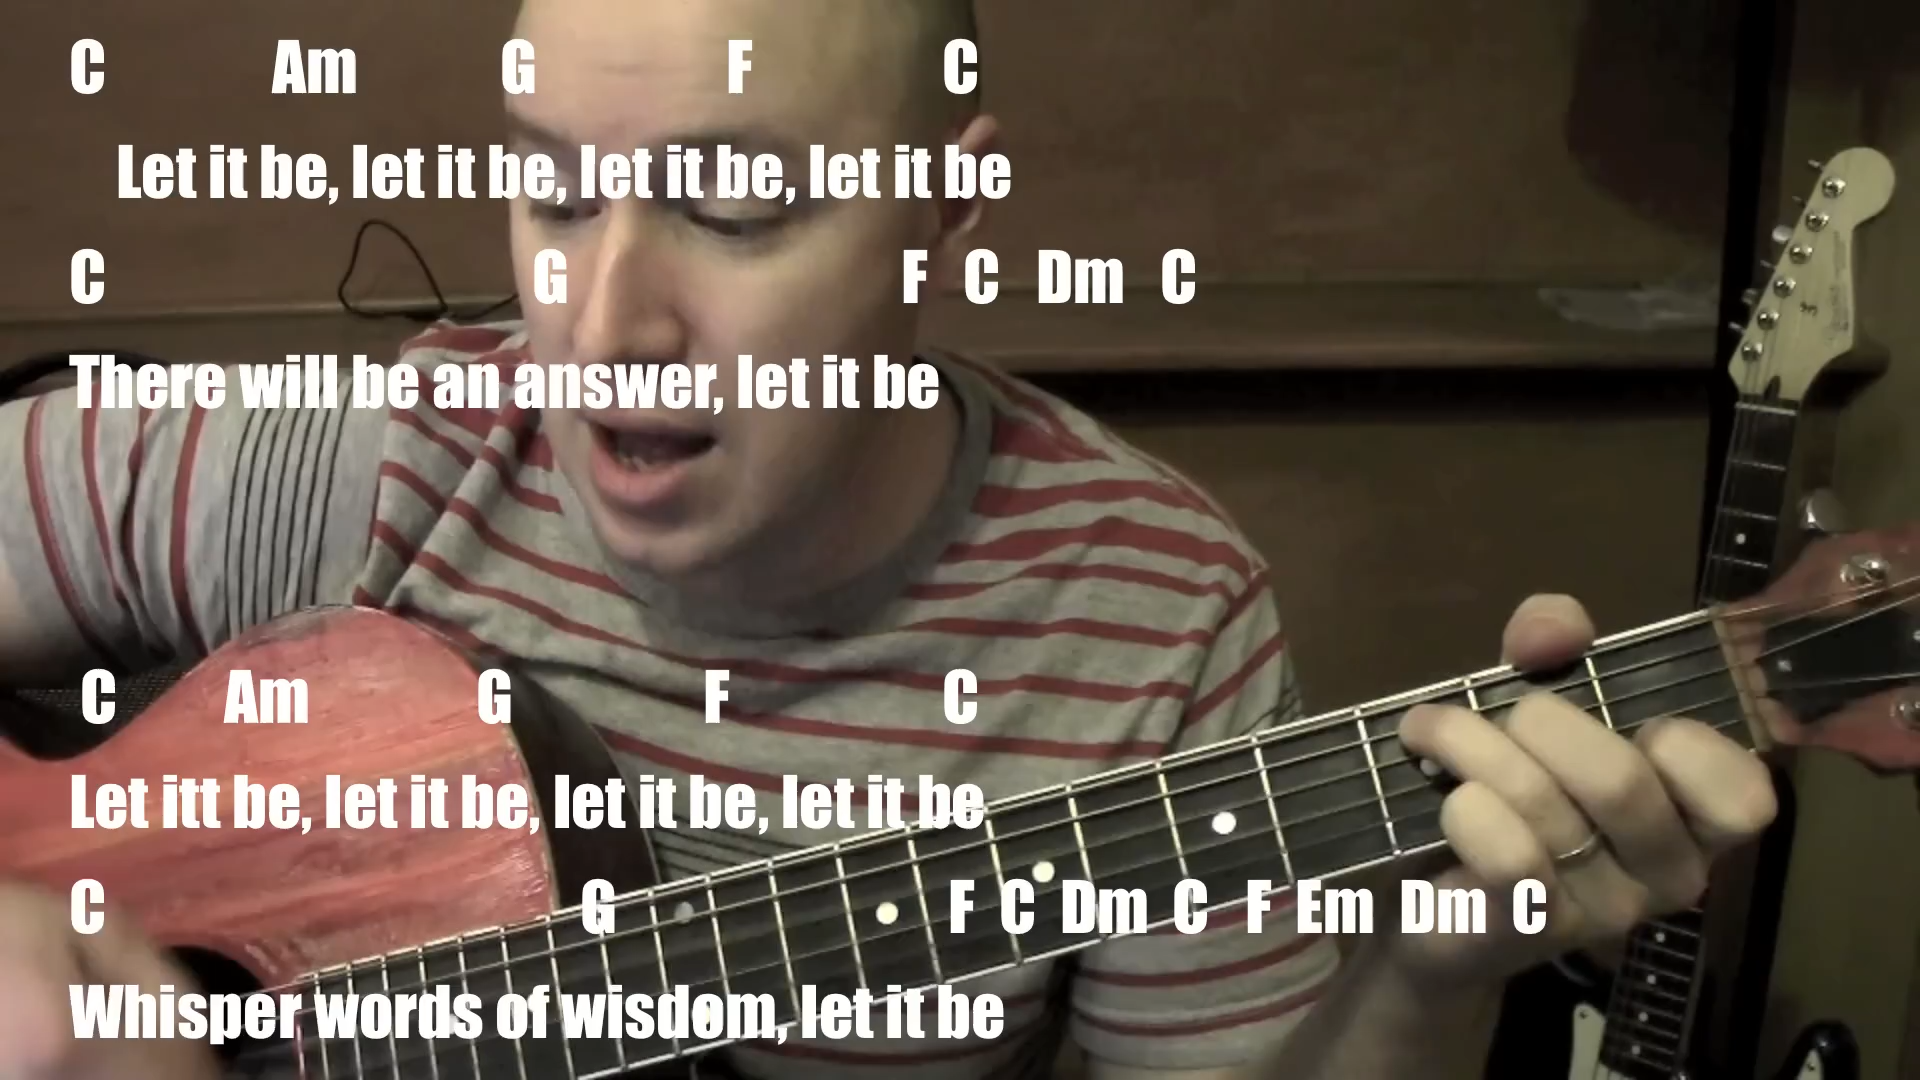 C Am G F C
Let it be, let it be, let it be, let it be
C G F C Dm C
There will be an answer, let it be
C Am G F C
Let itt be, let it be, let it be, let it be
C G F C Dm C F Em Dm C
Whisper words of wisdom, let it be